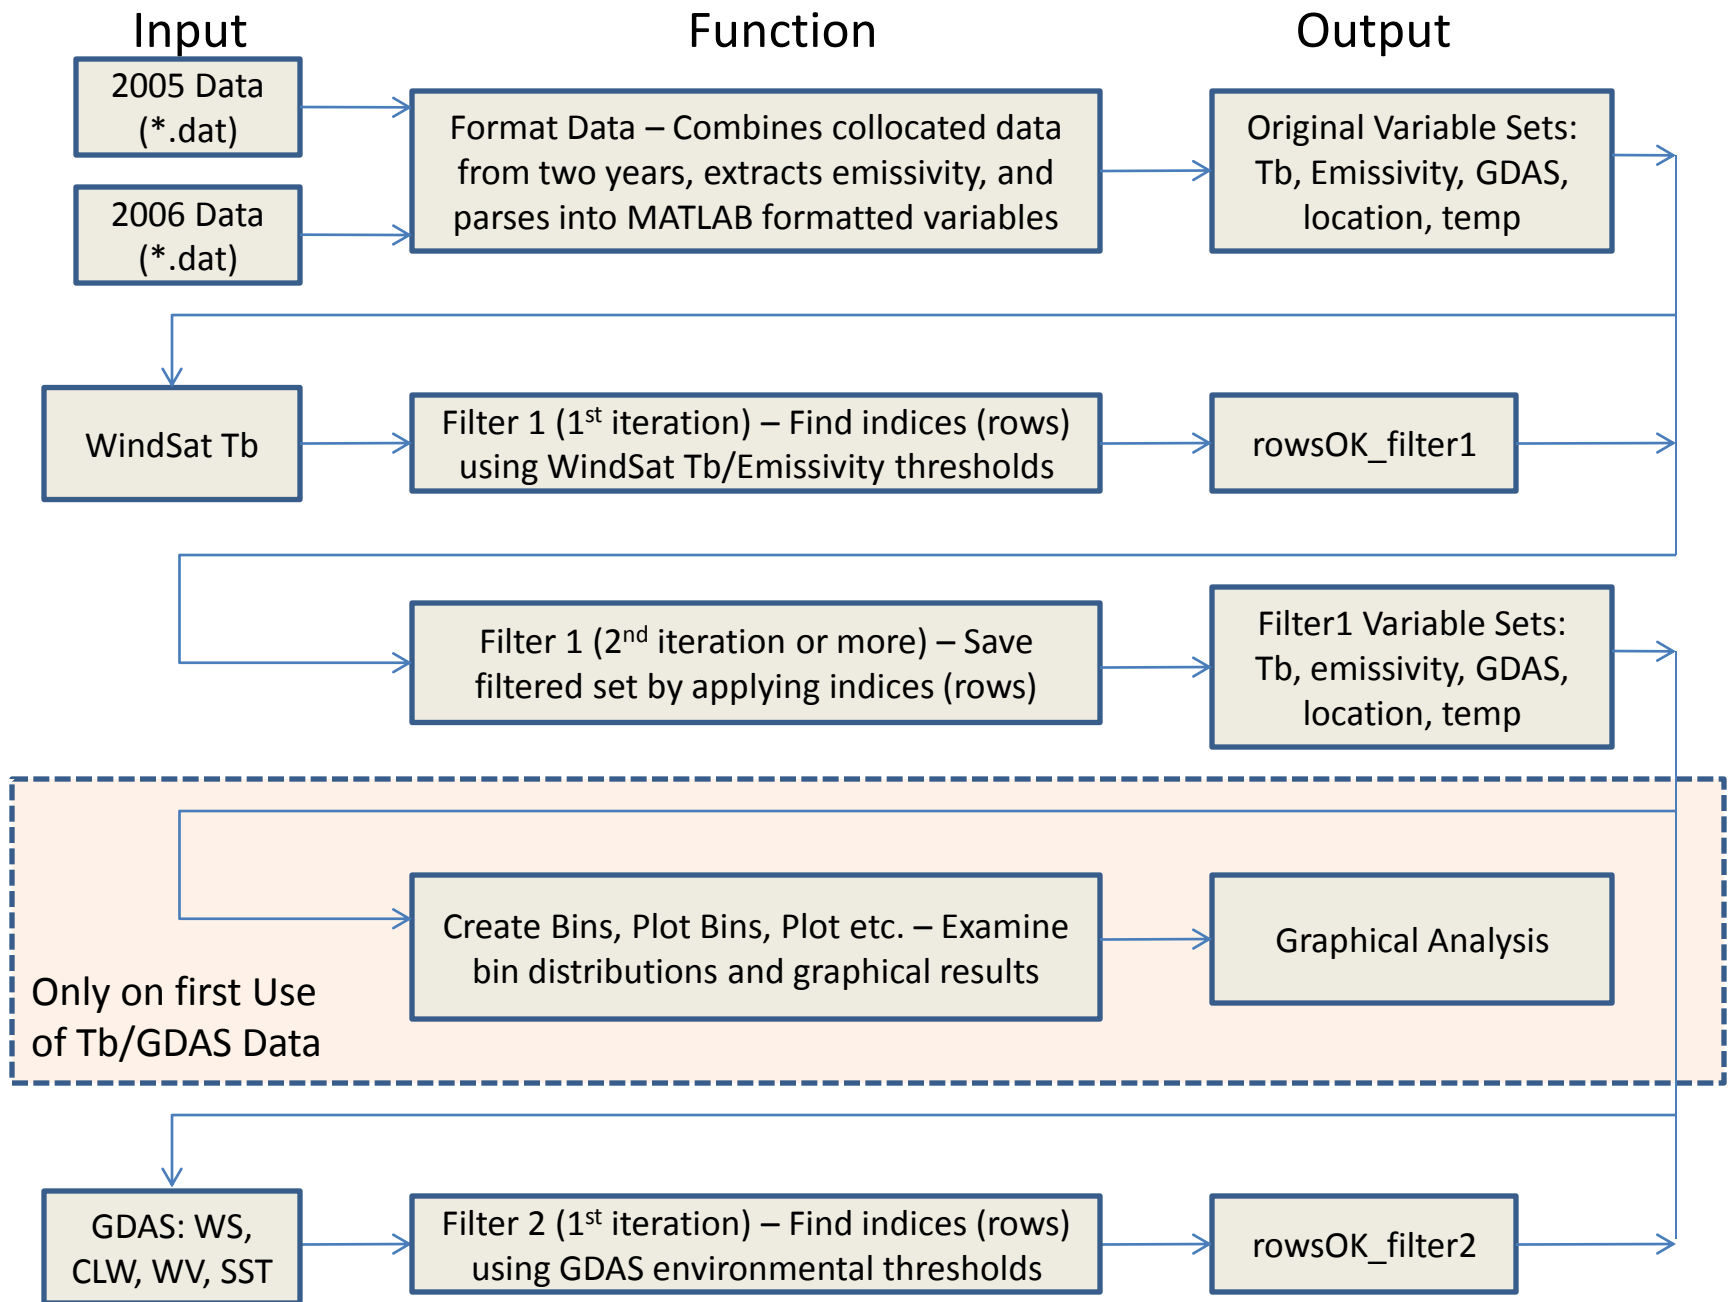 Input
Function
Output
2005 Data
(*.dat)
2006 Data
(*.dat)
Format Data – Combines collocated data
from two years, extracts emissivity, and
parses into MATLAB formatted variables
Original Variable Sets:
Tb, Emissivity, GDAS,
location, temp
WindSat Tb
Filter 1 (1st iteration) – Find indices (rows)
using WindSat Tb/Emissivity thresholds
rowsOK_filter1
Filter 1 (2nd iteration or more) – Save
filtered set by applying indices (rows)
Filter1 Variable Sets:
Tb, emissivity, GDAS,
location, temp
Only on first Use
of Tb/GDAS Data
Create Bins, Plot Bins, Plot etc. – Examine
bin distributions and graphical results
Graphical Analysis
GDAS: WS,
CLW, WV, SST
Filter 2 (1st iteration) – Find indices (rows)
using GDAS environmental thresholds
rowsOK_filter2